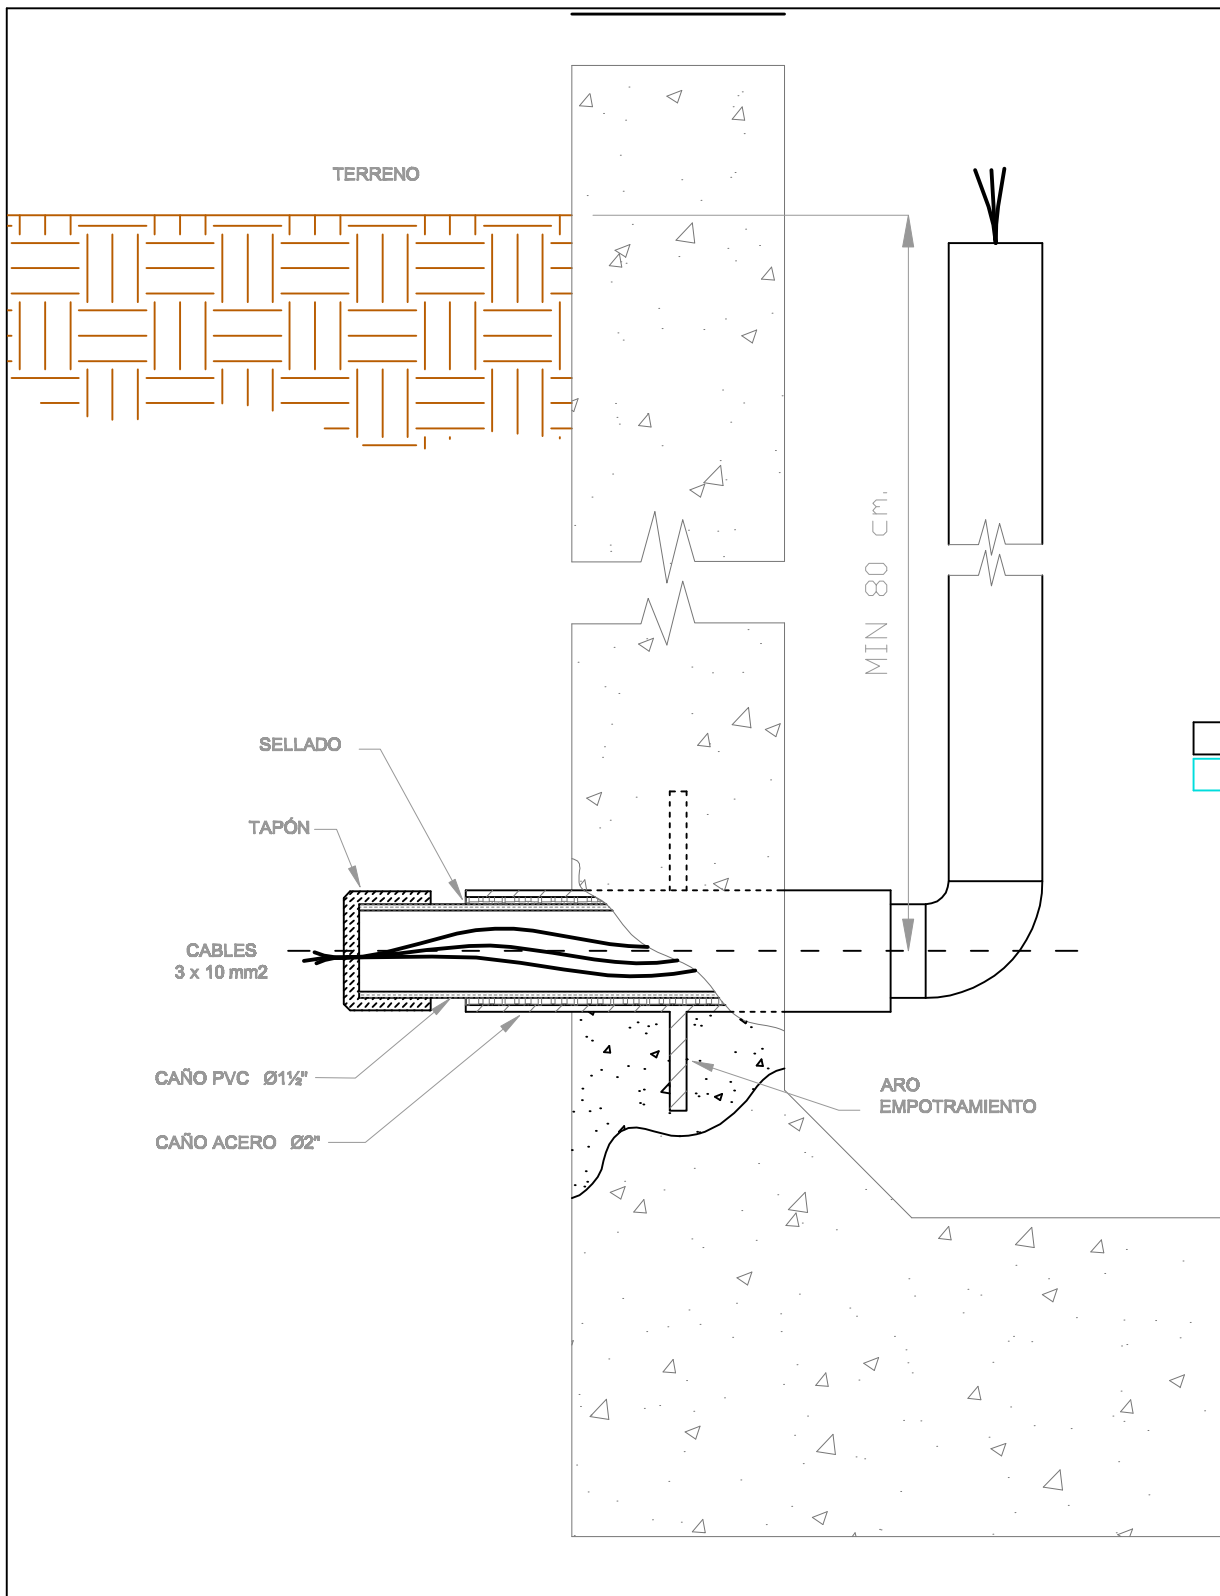 TERRENO
MIN 80 cm.
SELLADO
TAPÓN
CABLES
3 x 10 mm2
CAÑO PVC Ø1½"
CAÑO ACERO Ø2"
ARO
EMPOTRAMIENTO